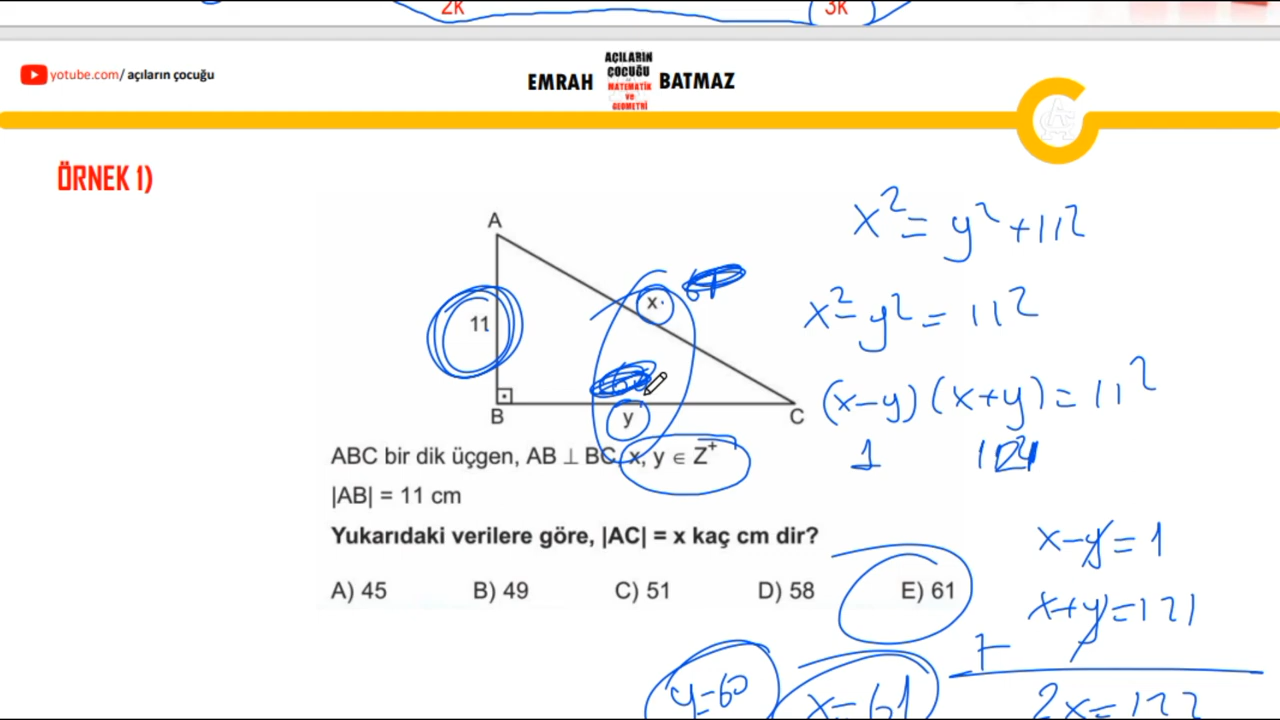 2K
3K
yotube.com/ açıların çocuğu
EMRAH
AÇILARIN
ÇOCUĞU
MATEMATİK
ve
GEOMETRİ
BATMAZ
ÖRNEK 1)
A
x
11
B
y
C
x² = y² + 11²
x² - y² = 11²
(x-y)(x+y) = 11²
1 121
ABC bir dik üçgen, AB ⊥ BC, x, y ∈ Z⁺
|AB| = 11 cm
Yukarıdaki verilere göre, |AC| = x kaç cm dir?
A) 45 B) 49 C) 51 D) 58 E) 61
x-y=1
x+y=121
+
2x=122
y=60
x=61